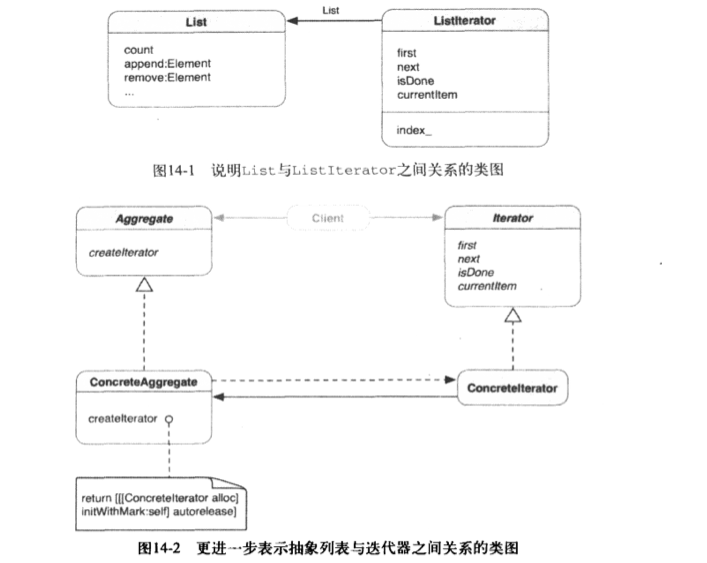 List
List
ListIterator
count
append:Element
remove:Element
...
first
next
isDone
currentItem
index_
图14-1 说明List与ListIterator之间关系的类图
Aggregate
Client
Iterator
createIterator
first
next
isDone
currentItem
ConcreteAggregate
ConcreteIterator
createIterator
return [[[ConcreteIterator alloc]
initWithMark:self] autorelease]
图14-2 更进一步表示抽象列表与迭代器之间关系的类图